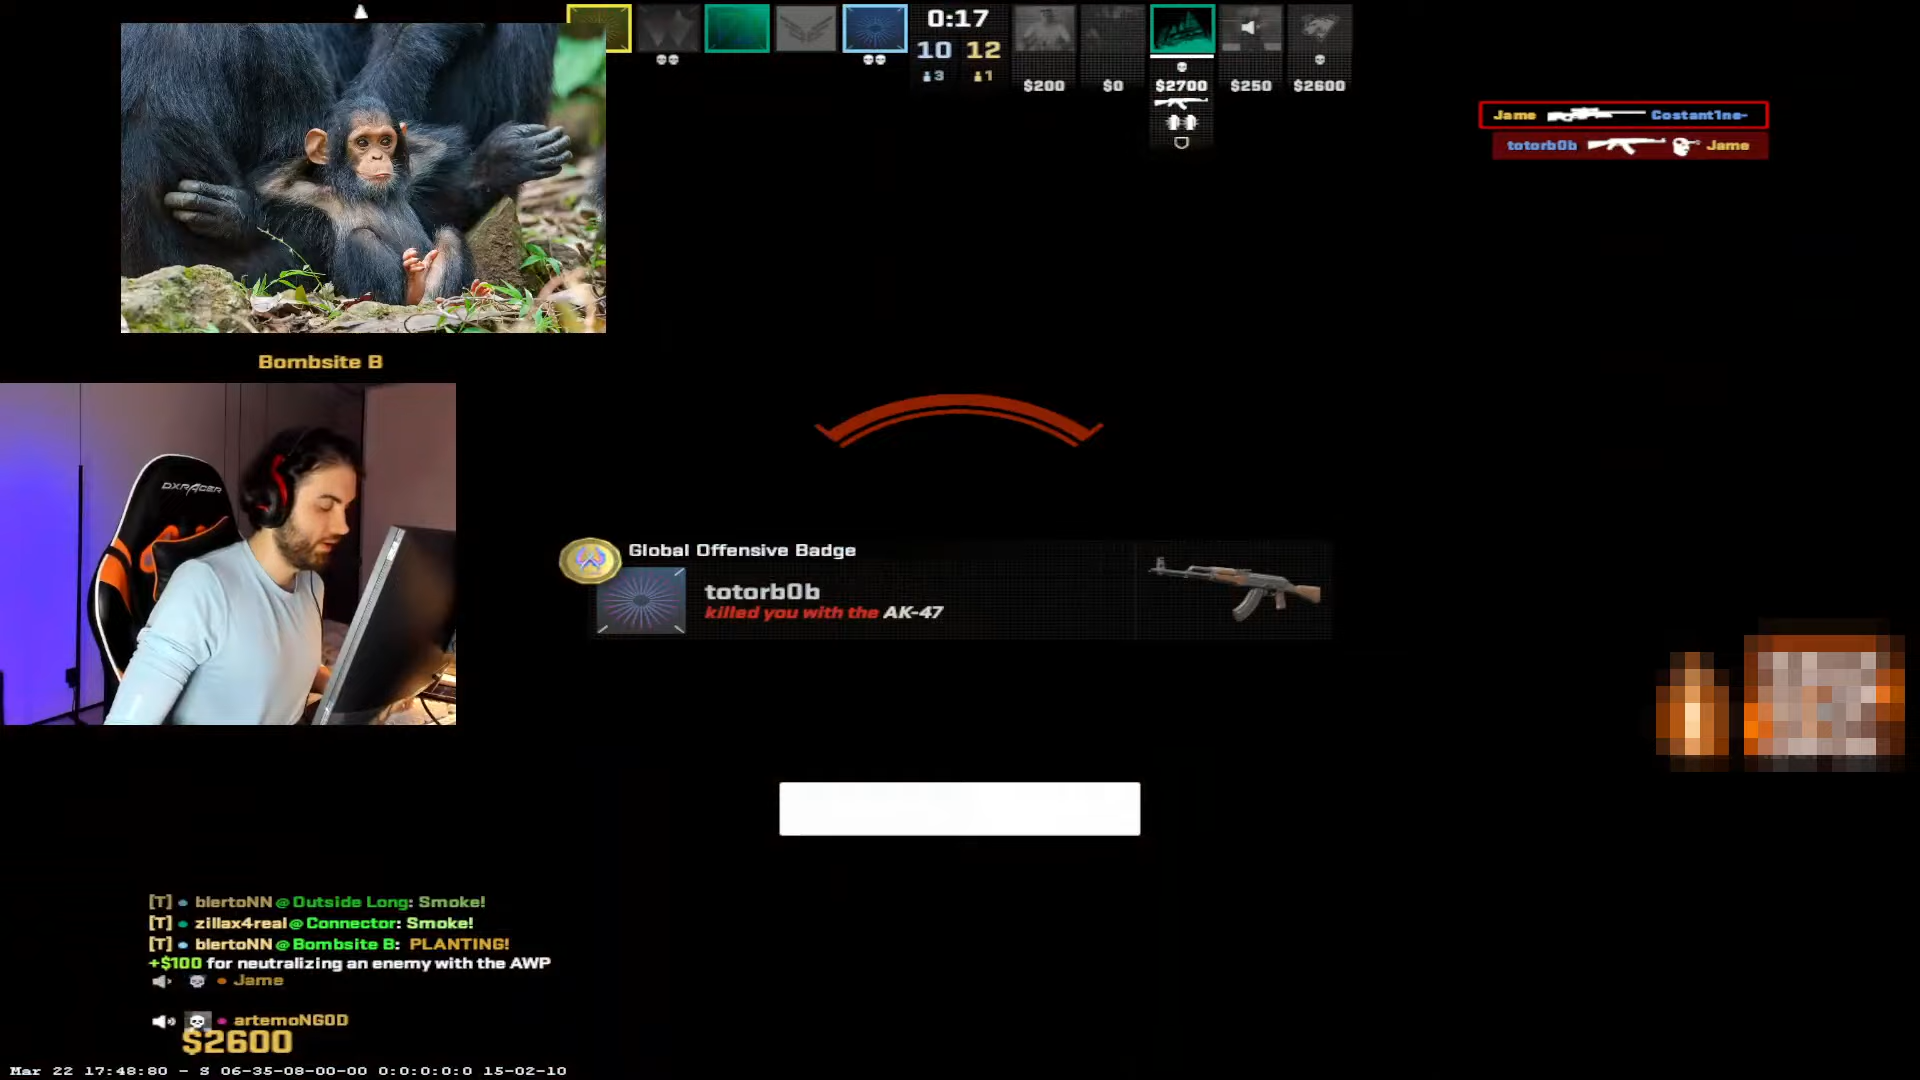 0:17
10 12
3 1
$200 $0 $2700 $250 $2600
Jame Costant1ne-
totorb0b Jame
Bombsite B
DXRACER
Global Offensive Badge
totorb0b
killed you with the AK-47
[T] • blertoNN@Outside Long: Smoke!
[T] • zillax4real@Connector: Smoke!
[T] • blertoNN@Bombsite B: PLANTING!
+$100 for neutralizing an enemy with the AWP
• Jame
• artemoNG0D
$2600
Mar 22 17:48:80 - S 06-35-08-00-00 0:0:0:0:0 15-02-10